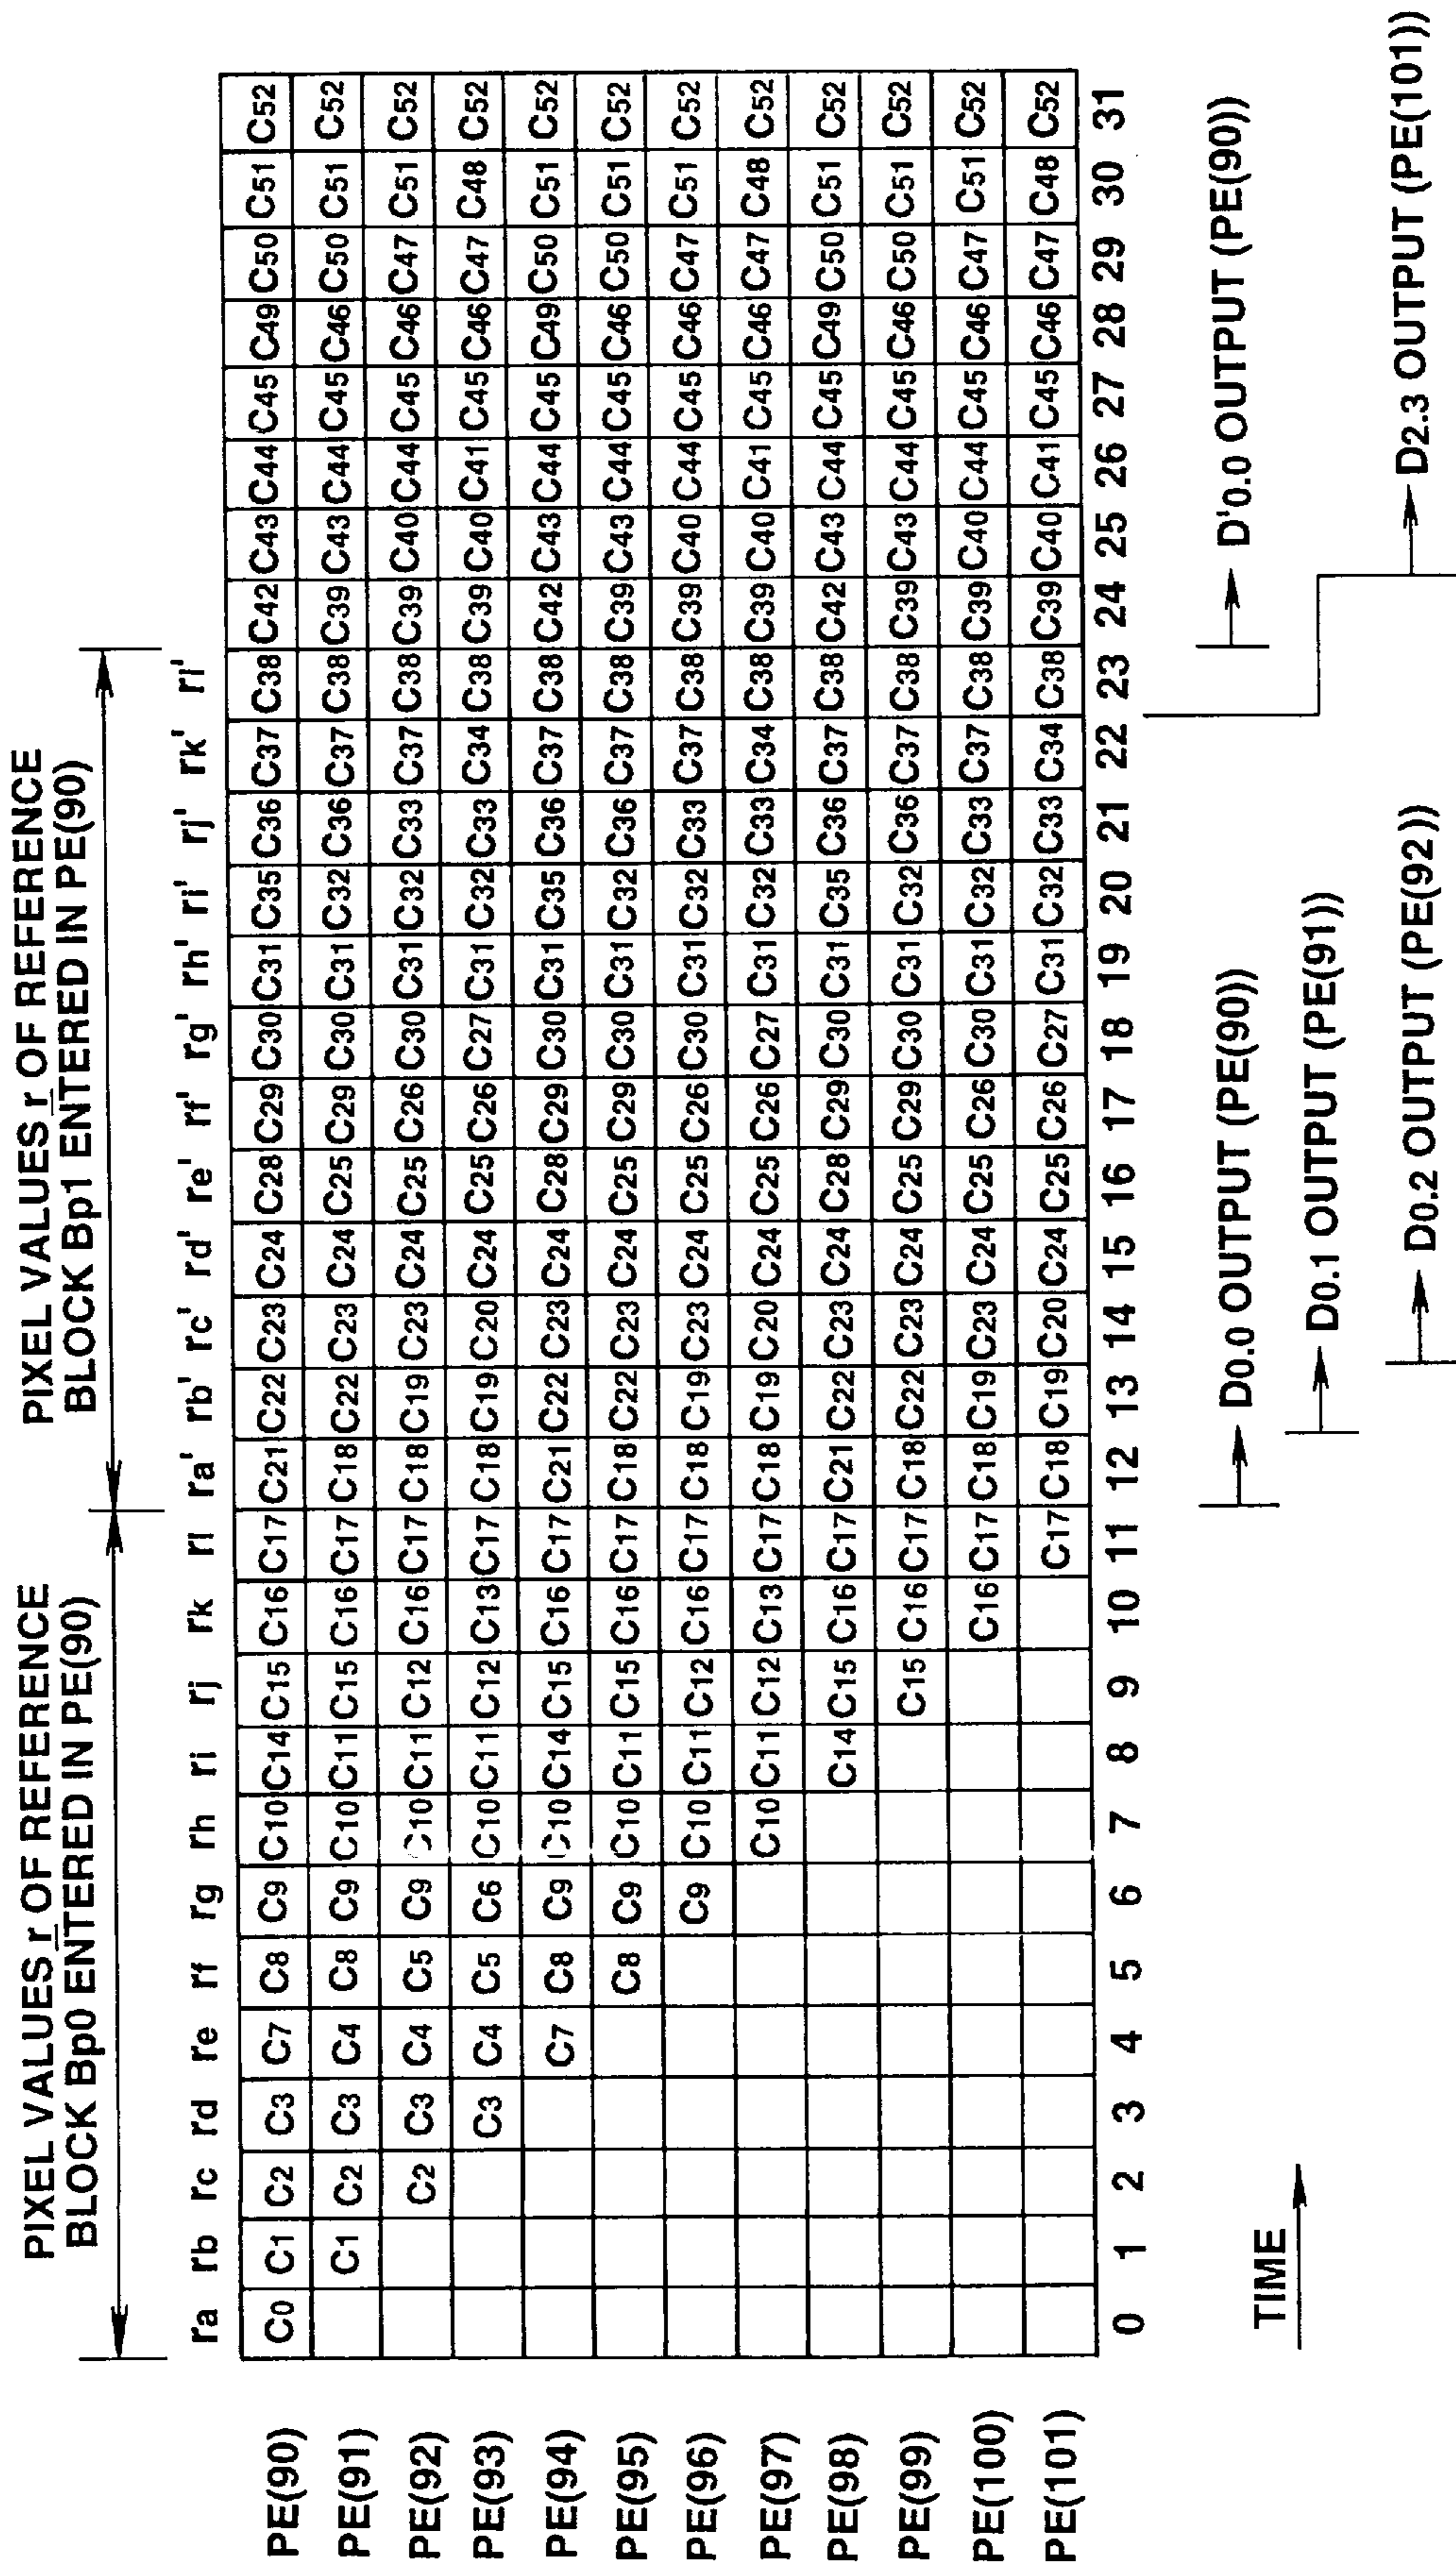 PIXEL VALUES r OF REFERENCE
BLOCK Bp0 ENTERED IN PE(90)
PIXEL VALUES r OF REFERENCE
BLOCK Bp1 ENTERED IN PE(90)
ra rb rc rd re rf rg rh ri rj rk rl ra' rb' rc' rd' re' rf' rg' rh' ri' rj' rk' rl'
PE(90) C0 C1 C2 C3 C7 C8 C9 C10 C14 C15 C16 C17 C21 C22 C23 C24 C28 C29 C30 C31 C35 C36 C37 C38 C42 C43 C44 C45 C49 C50 C51 C52
PE(91) C1 C2 C3 C4 C8 C9 C10 C11 C15 C16 C17 C18 C22 C23 C24 C25 C29 C30 C31 C32 C36 C37 C38 C39 C43 C44 C45 C46 C50 C51 C52
PE(92) C2 C3 C4 C5 C9 C10 C11 C12 C16 C17 C18 C19 C23 C24 C25 C26 C30 C31 C32 C33 C37 C38 C39 C40 C44 C45 C46 C47 C51 C52
PE(93) C3 C4 C5 C6 C10 C11 C12 C13 C17 C18 C19 C20 C24 C25 C26 C27 C31 C32 C33 C34 C38 C39 C40 C41 C45 C46 C47 C48 C52
PE(94) C7 C8 C9 C10 C14 C15 C16 C17 C21 C22 C23 C24 C28 C29 C30 C31 C35 C36 C37 C38 C42 C43 C44 C45 C49 C50 C51 C52
PE(95) C8 C9 C10 C11 C15 C16 C17 C18 C22 C23 C24 C25 C29 C30 C31 C32 C36 C37 C38 C39 C43 C44 C45 C46 C50 C51 C52
PE(96) C9 C10 C11 C12 C16 C17 C18 C19 C23 C24 C25 C26 C30 C31 C32 C33 C37 C38 C39 C40 C44 C45 C46 C47 C51 C52
PE(97) C10 C11 C12 C13 C17 C18 C19 C20 C24 C25 C26 C27 C31 C32 C33 C34 C38 C39 C40 C41 C45 C46 C47 C48 C52
PE(98) C14 C15 C16 C17 C21 C22 C23 C24 C28 C29 C30 C31 C35 C36 C37 C38 C42 C43 C44 C45 C49 C50 C51 C52
PE(99) C15 C16 C17 C18 C22 C23 C24 C25 C29 C30 C31 C32 C36 C37 C38 C39 C43 C44 C45 C46 C50 C51 C52
PE(100) C16 C17 C18 C19 C23 C24 C25 C26 C30 C31 C32 C33 C37 C38 C39 C40 C44 C45 C46 C47 C51 C52
PE(101) C17 C18 C19 C20 C24 C25 C26 C27 C31 C32 C33 C34 C38 C39 C40 C41 C45 C46 C47 C48 C52
0 1 2 3 4 5 6 7 8 9 10 11 12 13 14 15 16 17 18 19 20 21 22 23 24 25 26 27 28 29 30 31
TIME
D0.0 OUTPUT (PE(90))
D'0.0 OUTPUT (PE(90))
D0.1 OUTPUT (PE(91))
D0.2 OUTPUT (PE(92))
D2.3 OUTPUT (PE(101))